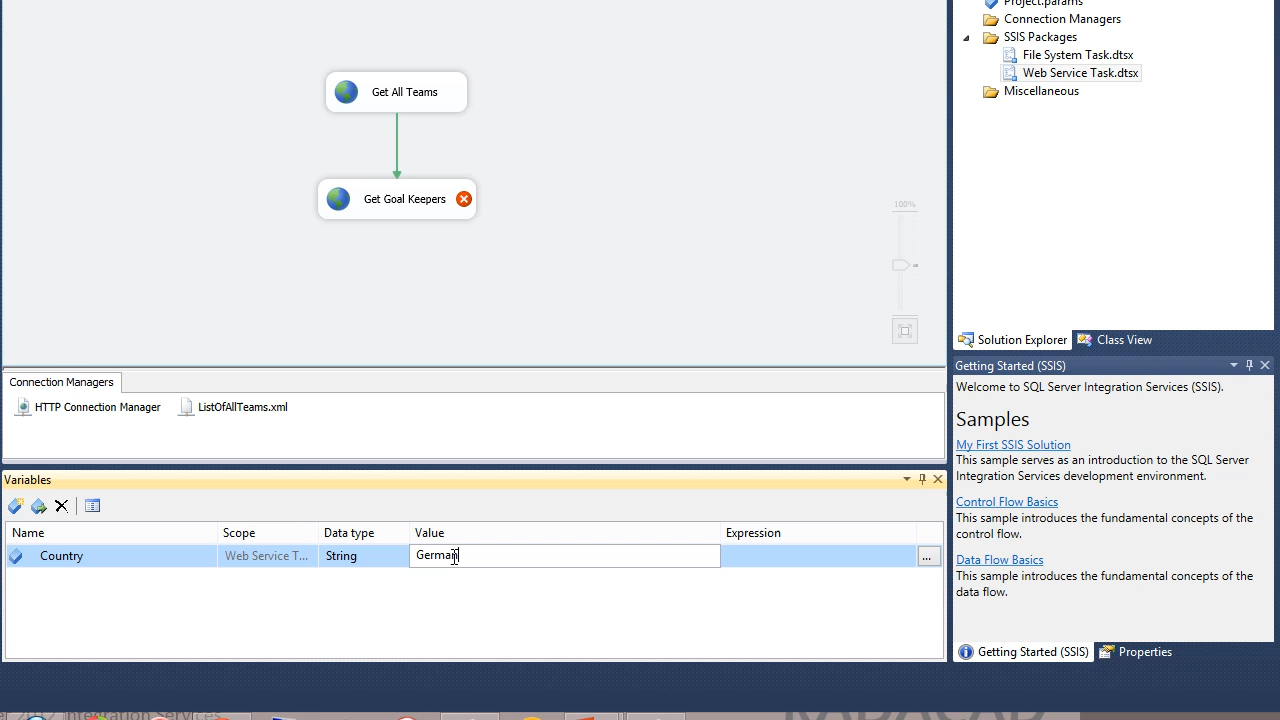 Project.params
Connection Managers
SSIS Packages
File System Task.dtsx
Web Service Task.dtsx
Miscellaneous
Get All Teams
Get Goal Keepers
100%
Solution Explorer
Class View
Getting Started (SSIS)
Welcome to SQL Server Integration Services (SSIS).
Samples
My First SSIS Solution
This sample serves as an introduction to the SQL Server
Integration Services development environment.
Control Flow Basics
This sample introduces the fundamental concepts of the
control flow.
Data Flow Basics
This sample introduces the fundamental concepts of the
data flow.
Getting Started (SSIS)
Properties
Connection Managers
HTTP Connection Manager
ListOfAllTeams.xml
Variables
Name Scope Data type Value Expression
Country Web Service T... String German ...
2012 Integration Services
RADACAD